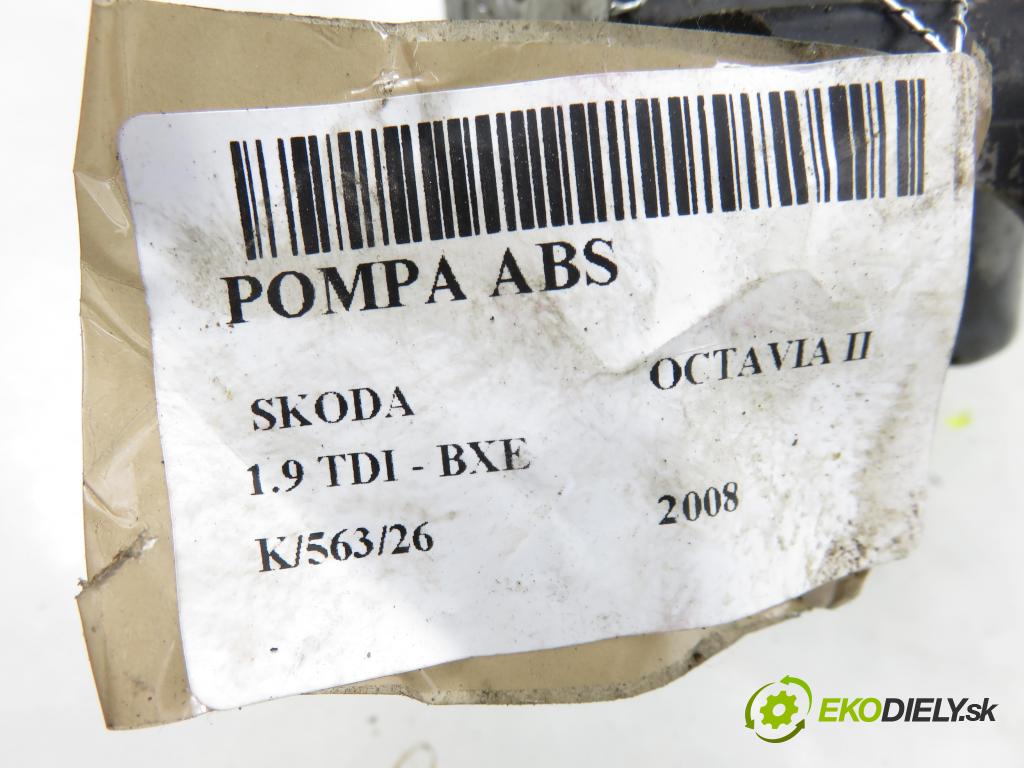 POMPA ABS
SKODA OCTAVIA II
1.9 TDI - BXE
K/563/26 2008
EKODIELY.sk